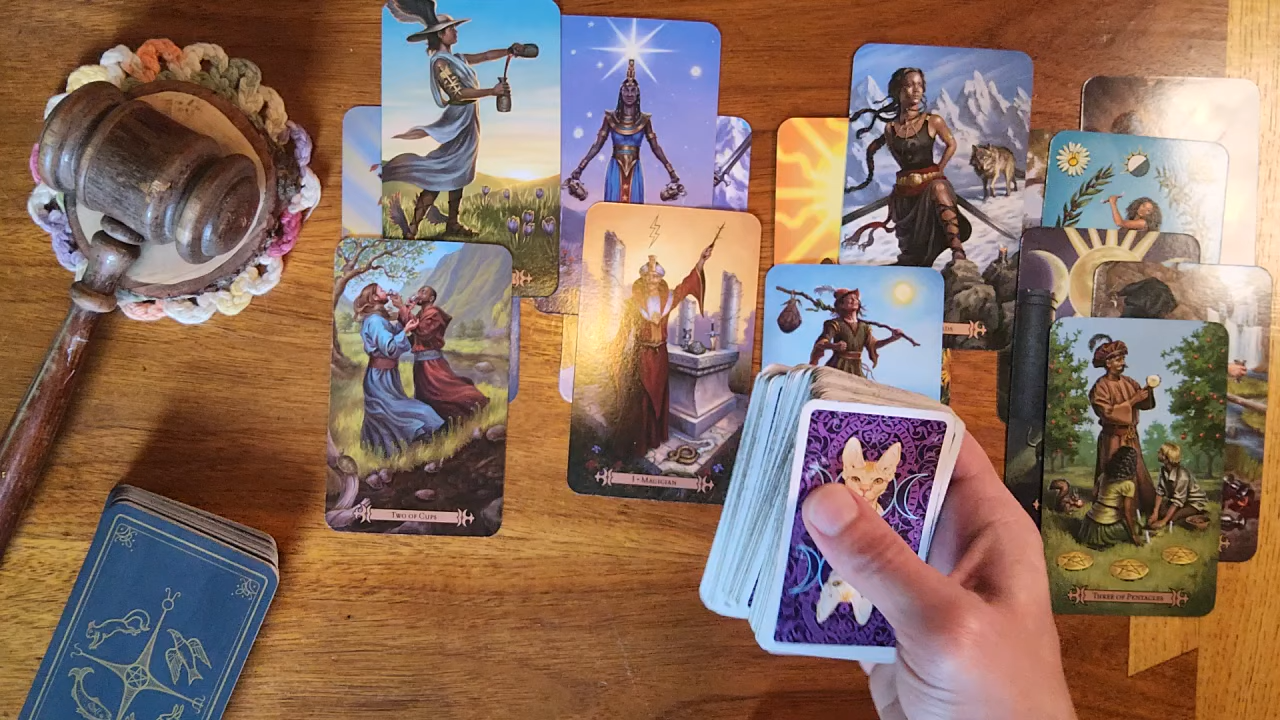 TWO OF CUPS
I • MAGICIAN
THREE OF PENTACLES